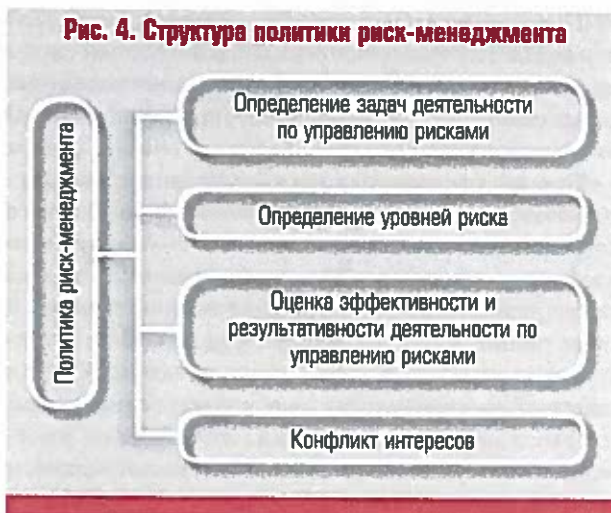 Рис. 4. Структура политики риск-менеджмента
Политика риск-менеджмента
Определение задач деятельности
по управлению рисками
Определение уровней риска
Оценка эффективности и
результативности деятельности по
управлению рисками
Конфликт интересов